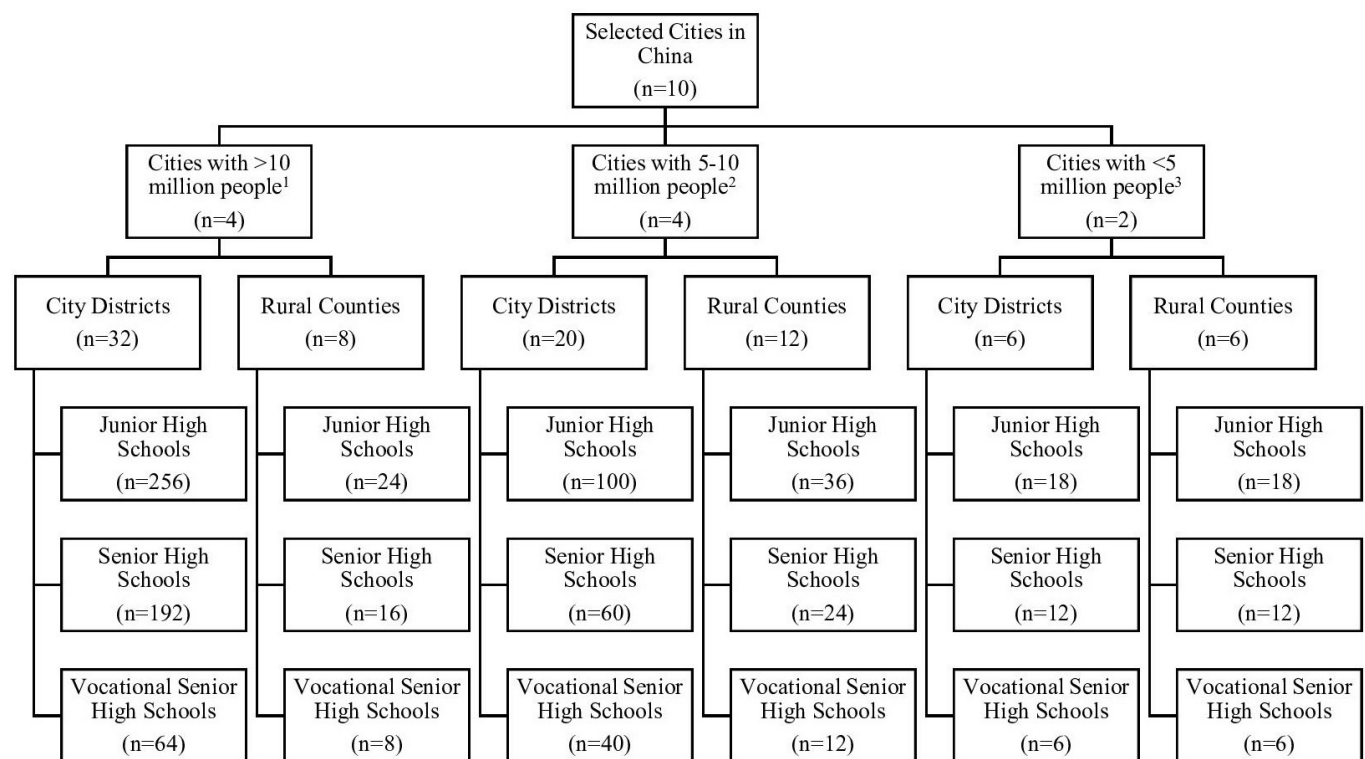 Selected Cities in
China
(n=10)
Cities with >10
million people¹
(n=4)
Cities with 5-10
million people²
(n=4)
Cities with <5
million people³
(n=2)
City Districts
(n=32)
Rural Counties
(n=8)
City Districts
(n=20)
Rural Counties
(n=12)
City Districts
(n=6)
Rural Counties
(n=6)
Junior High
Schools
(n=256)
Junior High
Schools
(n=24)
Junior High
Schools
(n=100)
Junior High
Schools
(n=36)
Junior High
Schools
(n=18)
Junior High
Schools
(n=18)
Senior High
Schools
(n=192)
Senior High
Schools
(n=16)
Senior High
Schools
(n=60)
Senior High
Schools
(n=24)
Senior High
Schools
(n=12)
Senior High
Schools
(n=12)
Vocational Senior
High Schools
(n=64)
Vocational Senior
High Schools
(n=8)
Vocational Senior
High Schools
(n=40)
Vocational Senior
High Schools
(n=12)
Vocational Senior
High Schools
(n=6)
Vocational Senior
High Schools
(n=6)